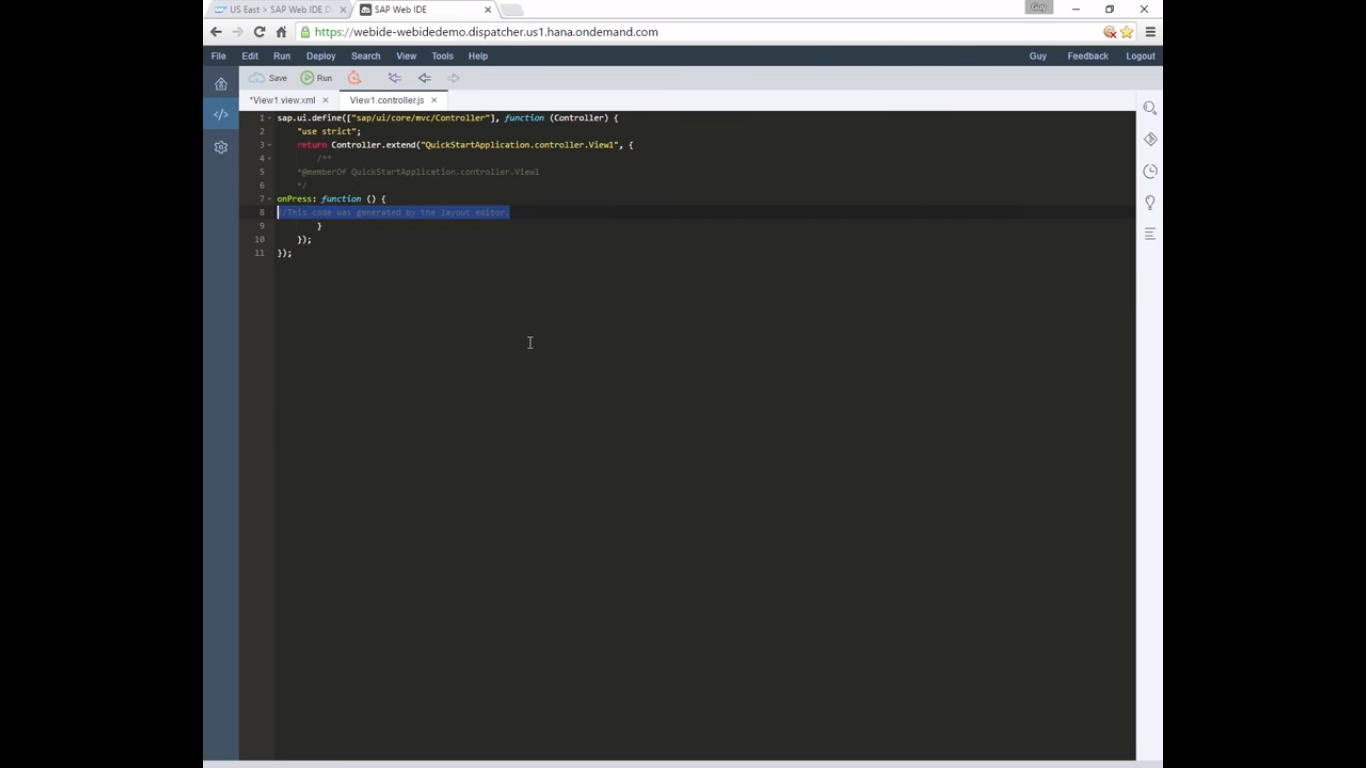 US East > SAP Web IDE D
SAP Web IDE
Guy
https://webide-webidedemo.dispatcher.us1.hana.ondemand.com
File Edit Run Deploy Search View Tools Help Guy Feedback Logout
Save Run
*View1.view.xml View1.controller.js
1 sap.ui.define(["sap/ui/core/mvc/Controller"], function (Controller) {
2 "use strict";
3 return Controller.extend("QuickStartApplication.controller.View1", {
4 /**
5 *@memberOf QuickStartApplication.controller.View1
6 */
7 onPress: function () {
8 //This code was generated by the layout editor.
9 }
10 });
11 });